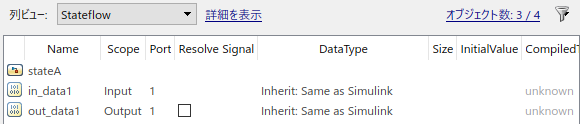 列ビュー: Stateflow 詳細を表示 オブジェクト数: 3 / 4
Name Scope Port Resolve Signal DataType Size InitialValue CompiledT
stateA
in_data1 Input 1 Inherit: Same as Simulink unknown
out_data1 Output 1 Inherit: Same as Simulink unknown